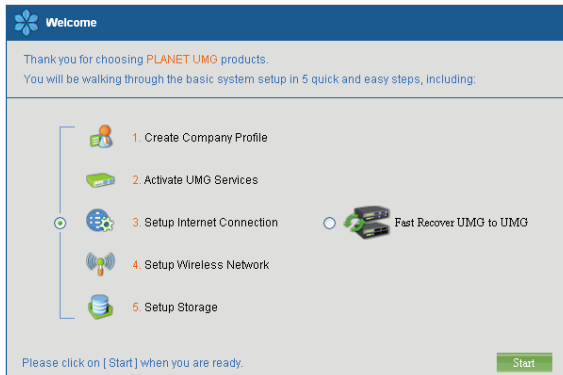 Welcome
Thank you for choosing PLANET UMG products.
You will be walking through the basic system setup in 5 quick and easy steps, including:
1. Create Company Profile
2. Activate UMG Services
3. Setup Internet Connection
Fast Recover UMG to UMG
4. Setup Wireless Network
5. Setup Storage
Please click on [ Start ] when you are ready.
Start